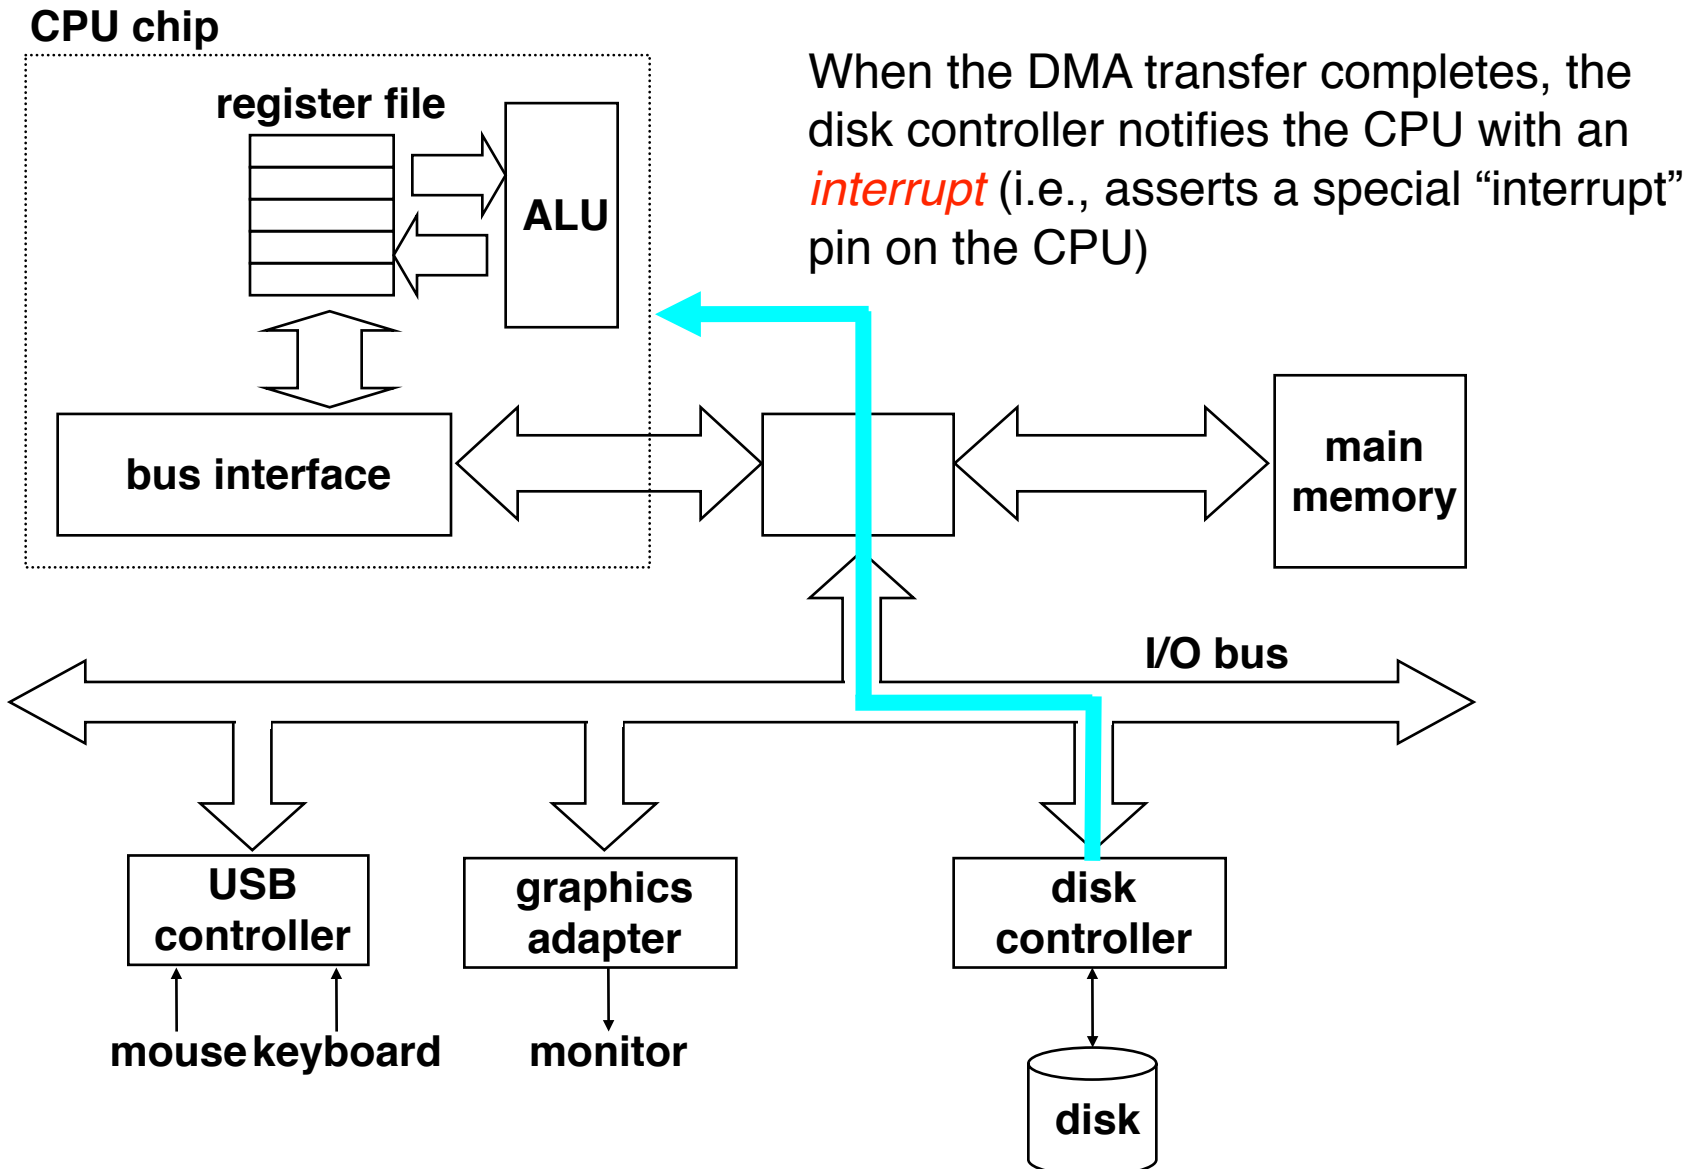 CPU chip
When the DMA transfer completes, the
disk controller notifies the CPU with an
interrupt (i.e., asserts a special “interrupt”
pin on the CPU)
register file
ALU
bus interface
main
memory
I/O bus
USB
controller
graphics
adapter
disk
controller
mouse keyboard
monitor
disk